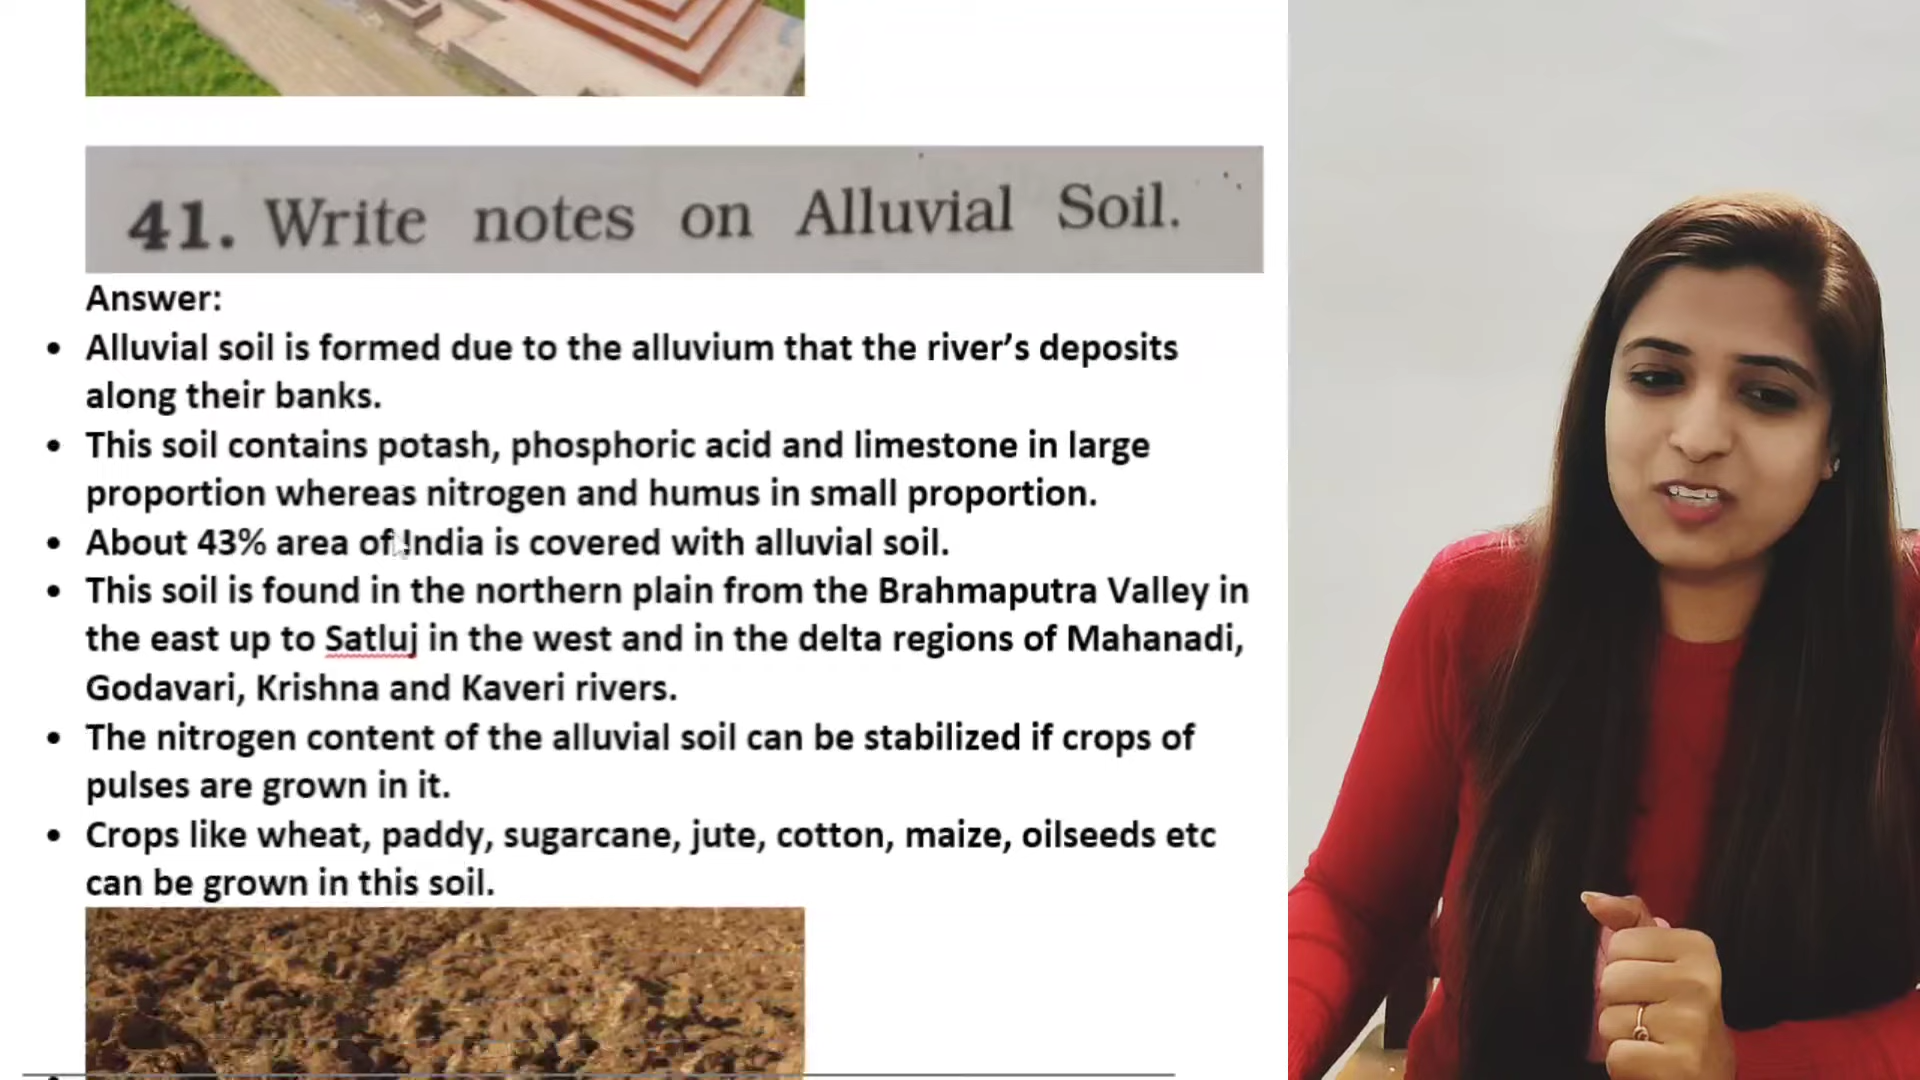 41. Write notes on Alluvial Soil.
Answer:
• Alluvial soil is formed due to the alluvium that the river’s deposits
along their banks.
• This soil contains potash, phosphoric acid and limestone in large
proportion whereas nitrogen and humus in small proportion.
• About 43% area of India is covered with alluvial soil.
• This soil is found in the northern plain from the Brahmaputra Valley in
the east up to Satluj in the west and in the delta regions of Mahanadi,
Godavari, Krishna and Kaveri rivers.
• The nitrogen content of the alluvial soil can be stabilized if crops of
pulses are grown in it.
• Crops like wheat, paddy, sugarcane, jute, cotton, maize, oilseeds etc
can be grown in this soil.